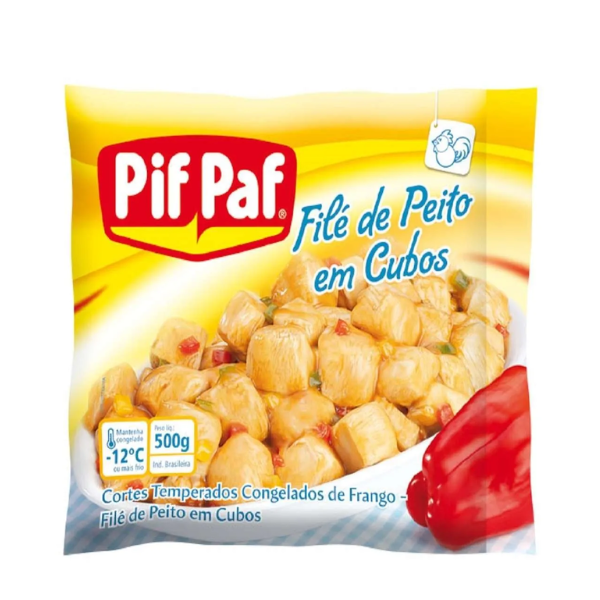 Pif Paf®
Filé de Peito
em Cubos
Mantenha
congelado
-12°C
ou mais frio
Peso líq.:
500g
Ind. Brasileira
Cortes Temperados Congelados de Frango -
Filé de Peito em Cubos